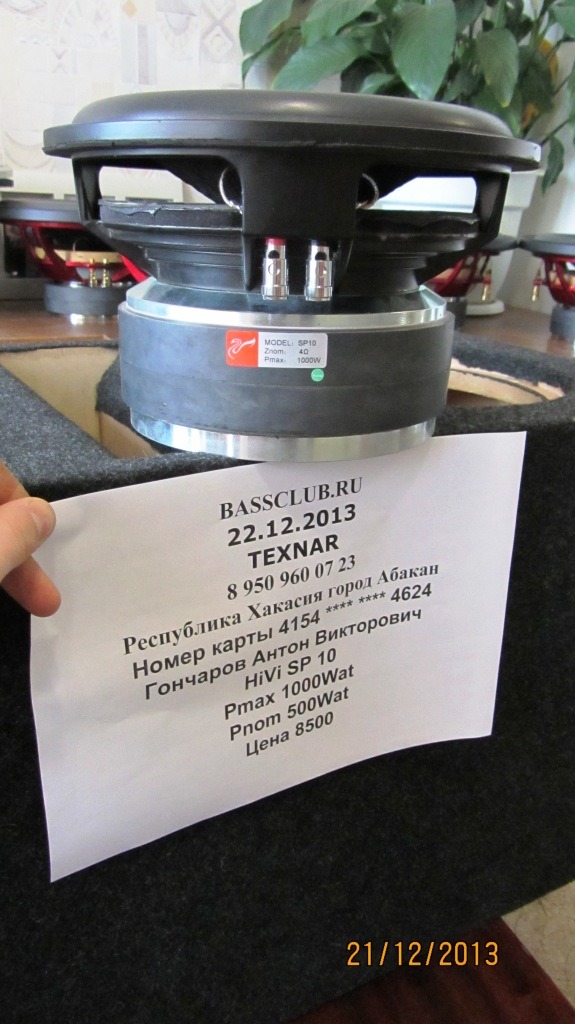 MODEL: SP10
Znom: 4Ω
Pmax: 1000W
BASSCLUB.RU
22.12.2013
TEXNAR
8 950 960 07 23
Республика Хакасия город Абакан
Номер карты 4154 **** **** 4624
Гончаров Антон Викторович
HiVi SP 10
Pmax 1000Wat
Pnom 500Wat
Цена 8500
21/12/2013